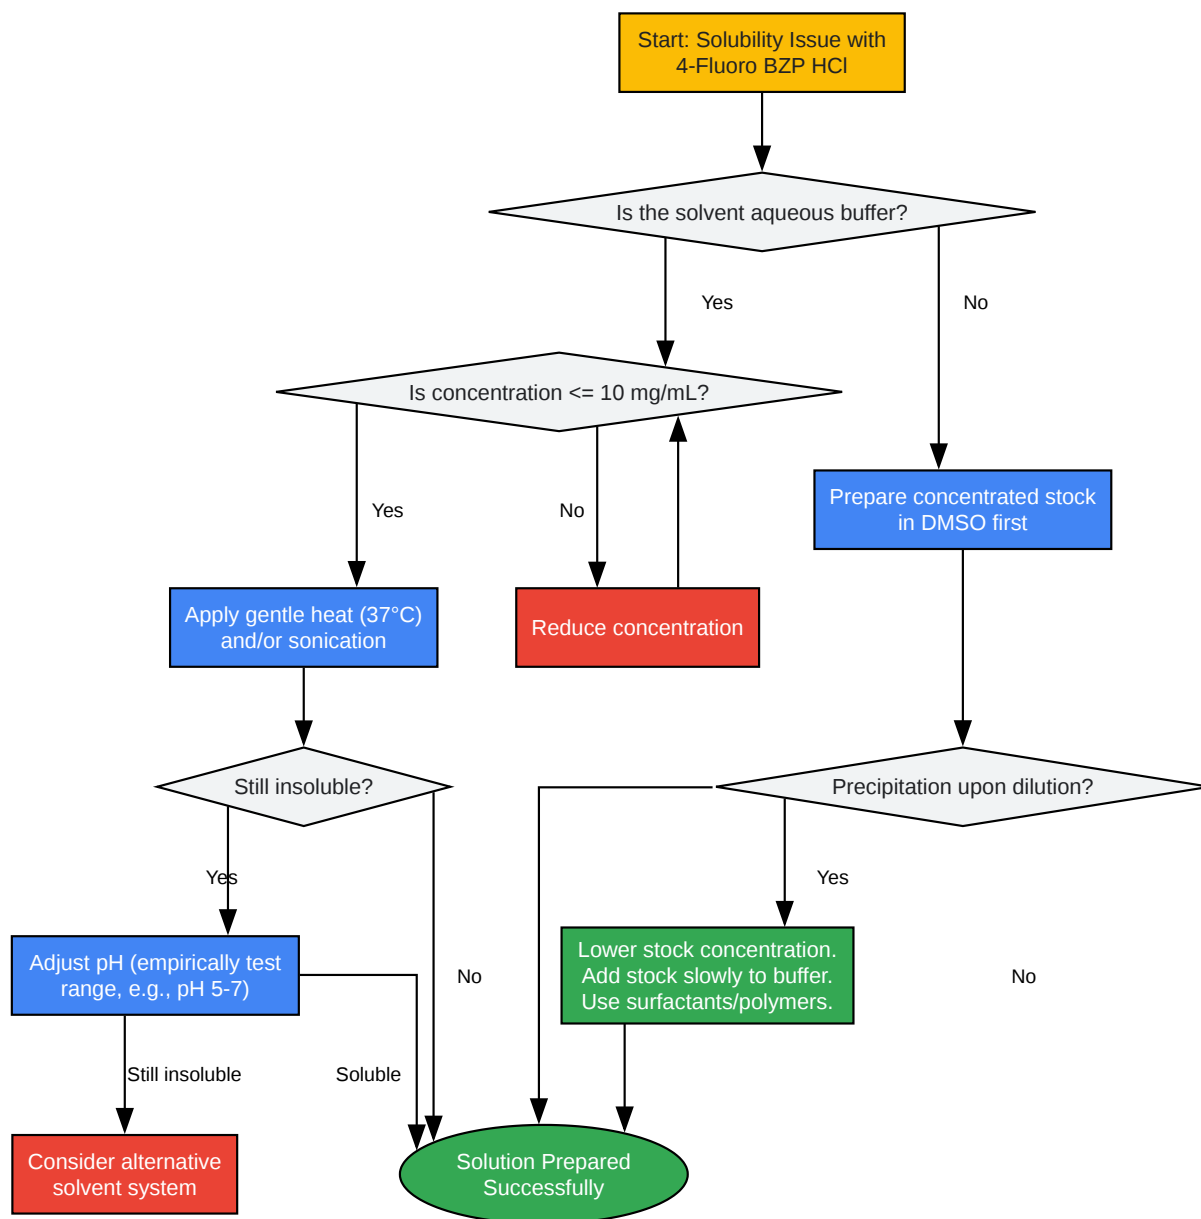 Start: Solubility Issue with
4-Fluoro BZP HCl
Is the solvent aqueous buffer?
Yes
No
Is concentration <= 10 mg/mL?
Yes
No
Prepare concentrated stock
in DMSO first
Apply gentle heat (37°C)
and/or sonication
Reduce concentration
Still insoluble?
Precipitation upon dilution?
Yes
Yes
Adjust pH (empirically test
range, e.g., pH 5-7)
No
Lower stock concentration.
Add stock slowly to buffer.
Use surfactants/polymers.
No
Still insoluble
Soluble
Consider alternative
solvent system
Solution Prepared
Successfully